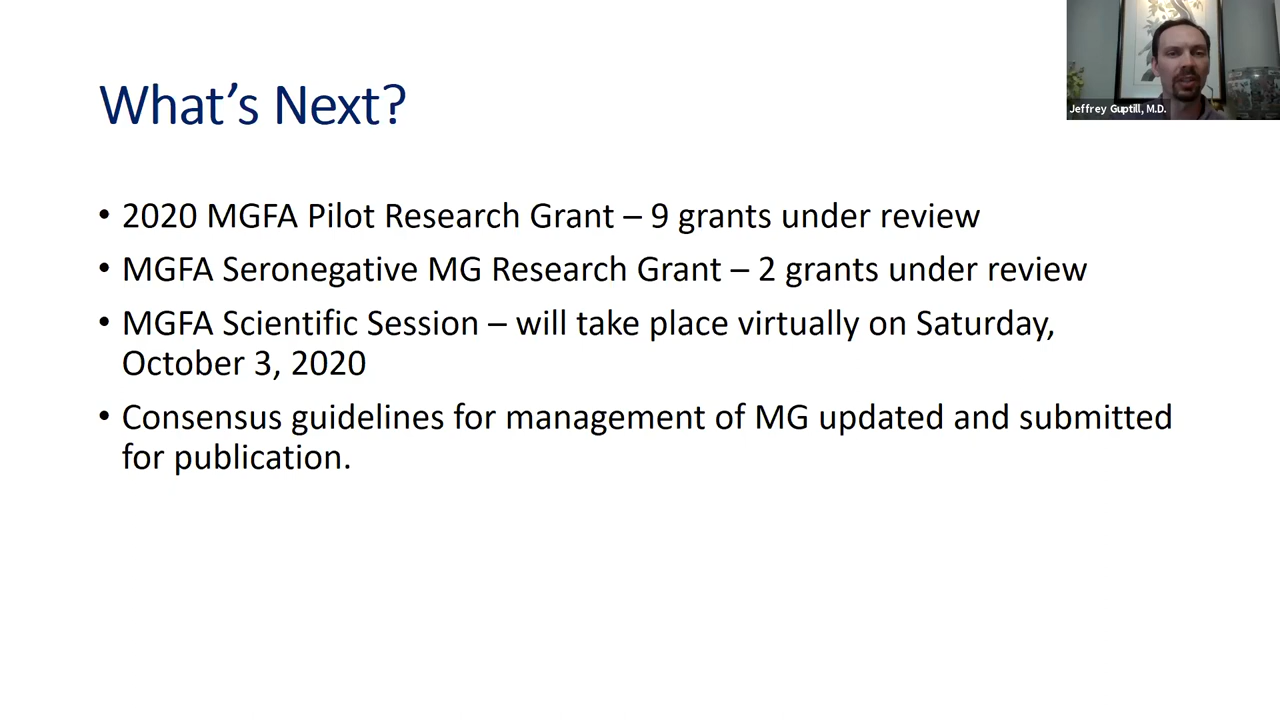 What's Next?
Jeffrey Guptill, M.D.
• 2020 MGFA Pilot Research Grant – 9 grants under review
• MGFA Seronegative MG Research Grant – 2 grants under review
• MGFA Scientific Session – will take place virtually on Saturday,
October 3, 2020
• Consensus guidelines for management of MG updated and submitted
for publication.